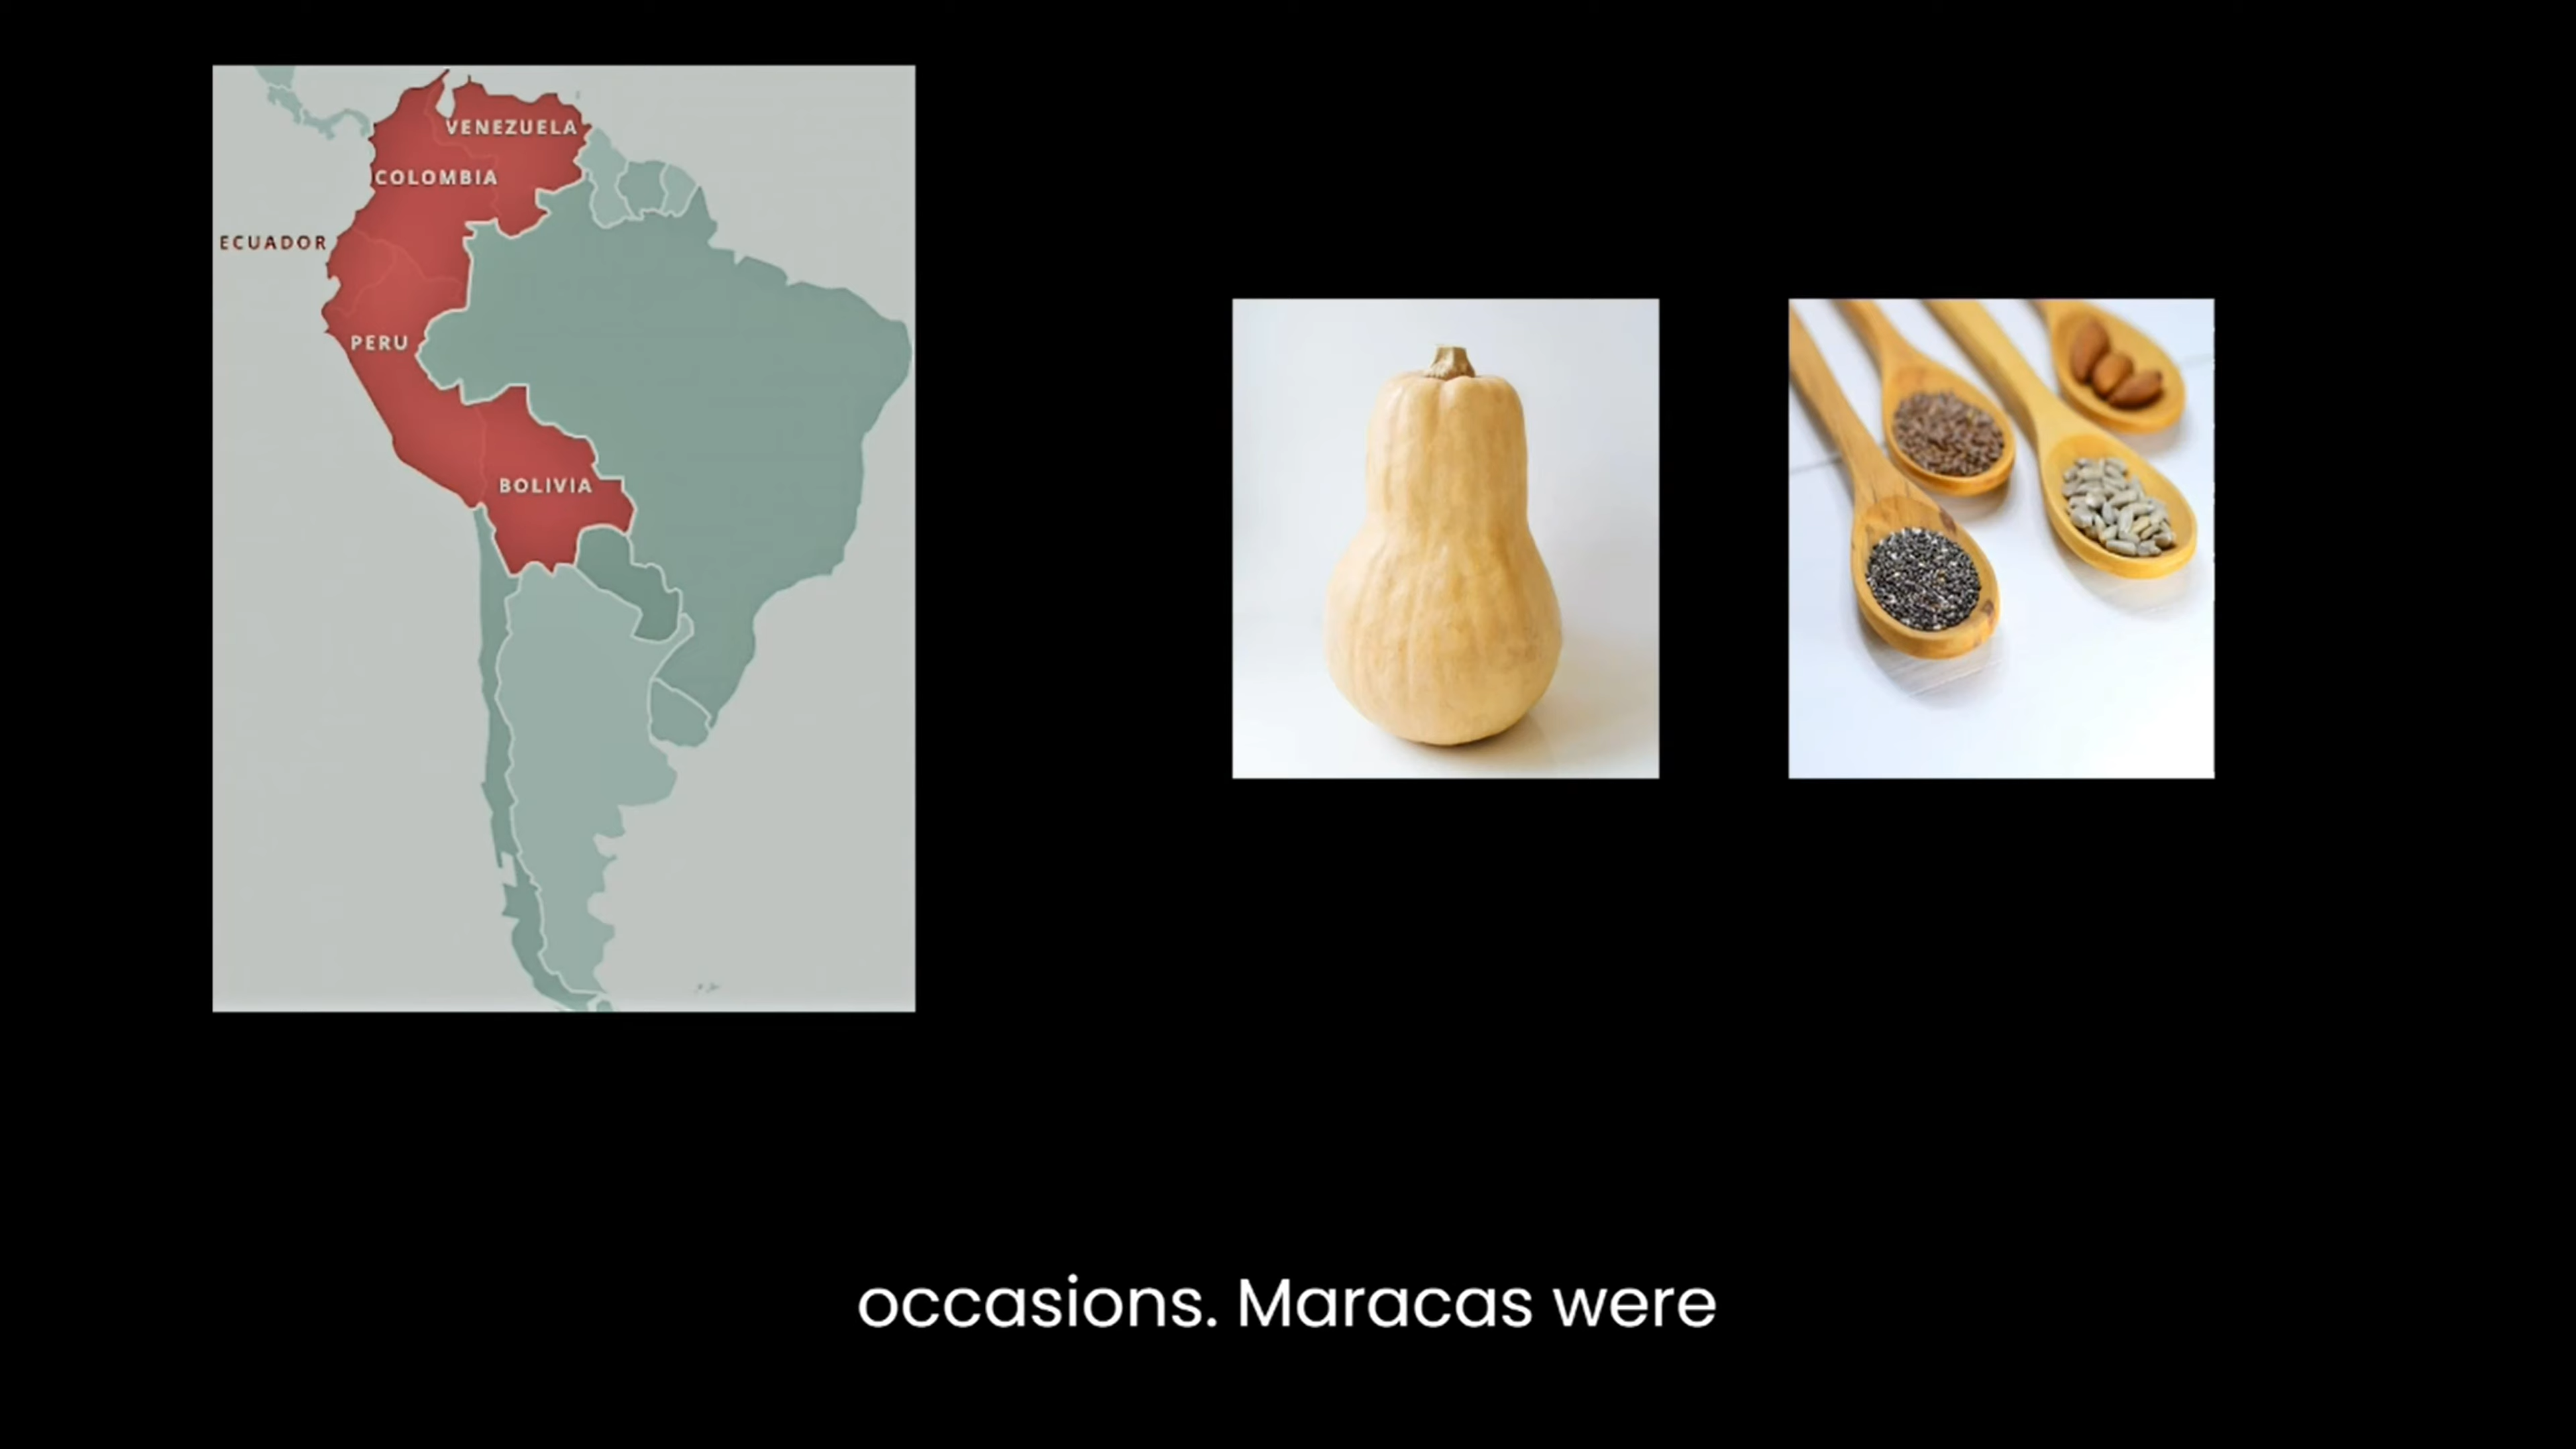 VENEZUELA
COLOMBIA
ECUADOR
PERU
BOLIVIA
occasions. Maracas were